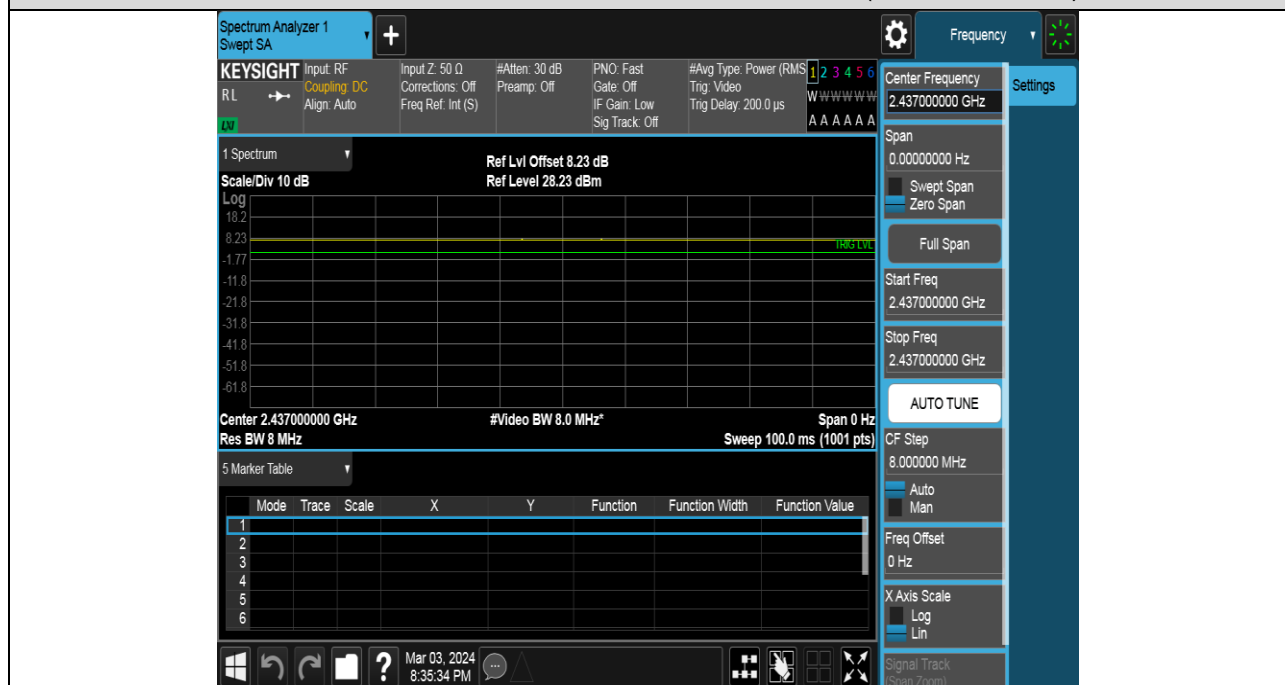 Spectrum Analyzer 1
Swept SA
+
Frequency
KEYSIGHT
RL
LXI
Input: RF
Coupling: DC
Align: Auto
Input Z: 50 Ω
Corrections: Off
Freq Ref: Int (S)
#Atten: 30 dB
Preamp: Off
PNO: Fast
Gate: Off
IF Gain: Low
Sig Track: Off
#Avg Type: Power (RMS
Trig: Video
Trig Delay: 200.0 µs
1 2 3 4 5 6
W W W W W W
A A A A A A
1 Spectrum
Scale/Div 10 dB
Ref Lvl Offset 8.23 dB
Ref Level 28.23 dBm
Log
18.2
8.23
-1.77
-11.8
-21.8
-31.8
-41.8
-51.8
-61.8
TRIG LVL
Center 2.437000000 GHz
#Video BW 8.0 MHz*
Span 0 Hz
Res BW 8 MHz
Sweep 100.0 ms (1001 pts)
5 Marker Table
Mode Trace Scale X Y Function Function Width Function Value
1
2
3
4
5
6
?
Mar 03, 2024
8:35:34 PM
Center Frequency
2.437000000 GHz
Settings
Span
0.00000000 Hz
Swept Span
Zero Span
Full Span
Start Freq
2.437000000 GHz
Stop Freq
2.437000000 GHz
AUTO TUNE
CF Step
8.000000 MHz
Auto
Man
Freq Offset
0 Hz
X Axis Scale
Log
Lin
Signal Track
(Span Zoom)